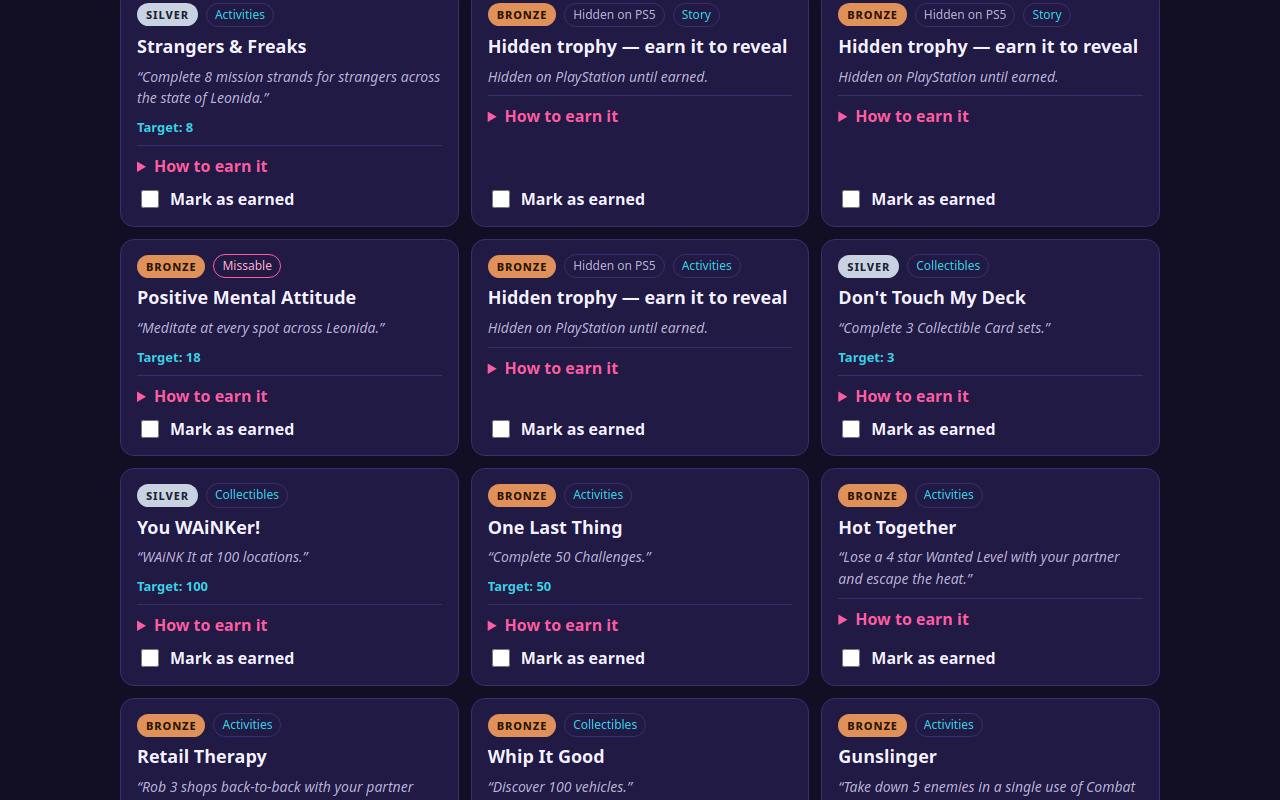 SILVER Activities
Strangers & Freaks
“Complete 8 mission strands for strangers across
the state of Leonida.”
Target: 8
How to earn it
Mark as earned
BRONZE Hidden on PS5 Story
Hidden trophy — earn it to reveal
Hidden on PlayStation until earned.
How to earn it
Mark as earned
BRONZE Hidden on PS5 Story
Hidden trophy — earn it to reveal
Hidden on PlayStation until earned.
How to earn it
Mark as earned
BRONZE Missable
Positive Mental Attitude
“Meditate at every spot across Leonida.”
Target: 18
How to earn it
Mark as earned
BRONZE Hidden on PS5 Activities
Hidden trophy — earn it to reveal
Hidden on PlayStation until earned.
How to earn it
Mark as earned
SILVER Collectibles
Don't Touch My Deck
“Complete 3 Collectible Card sets.”
Target: 3
How to earn it
Mark as earned
SILVER Collectibles
You WAiNKer!
“WAiNK It at 100 locations.”
Target: 100
How to earn it
Mark as earned
BRONZE Activities
One Last Thing
“Complete 50 Challenges.”
Target: 50
How to earn it
Mark as earned
BRONZE Activities
Hot Together
“Lose a 4 star Wanted Level with your partner
and escape the heat.”
How to earn it
Mark as earned
BRONZE Activities
Retail Therapy
“Rob 3 shops back-to-back with your partner
BRONZE Collectibles
Whip It Good
“Discover 100 vehicles.”
BRONZE Activities
Gunslinger
“Take down 5 enemies in a single use of Combat